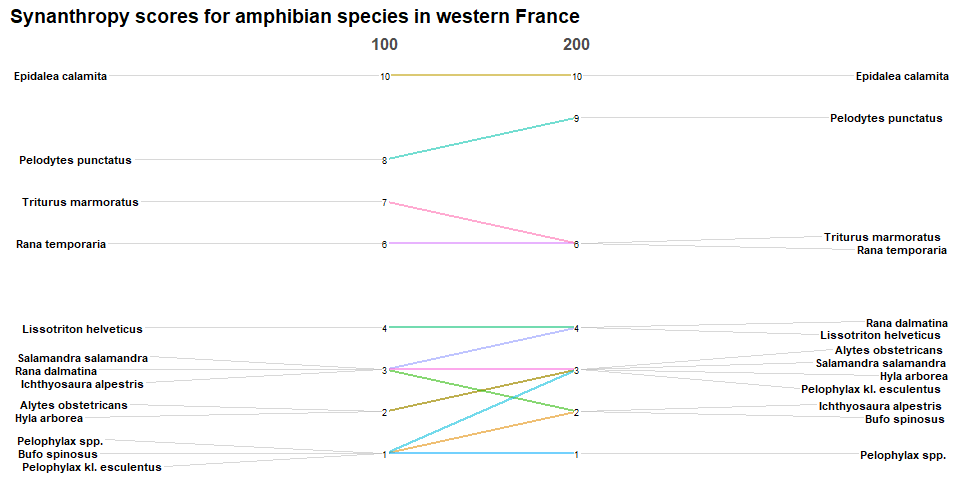 Synanthropy scores for amphibian species in western France
100 200
Epidalea calamita 10 10 Epidalea calamita
9 Pelodytes punctatus
Pelodytes punctatus 8
Triturus marmoratus 7
Triturus marmoratus
Rana temporaria 6 6
Rana temporaria
Rana dalmatina
Lissotriton helveticus 4 4
Lissotriton helveticus
Alytes obstetricans
Salamandra salamandra
Salamandra salamandra
Rana dalmatina 3 3
Hyla arborea
Ichthyosaura alpestris
Pelophylax kl. esculentus
Alytes obstetricans
Ichthyosaura alpestris
2 2
Hyla arborea
Bufo spinosus
Pelophylax spp.
Bufo spinosus 1 1 Pelophylax spp.
Pelophylax kl. esculentus